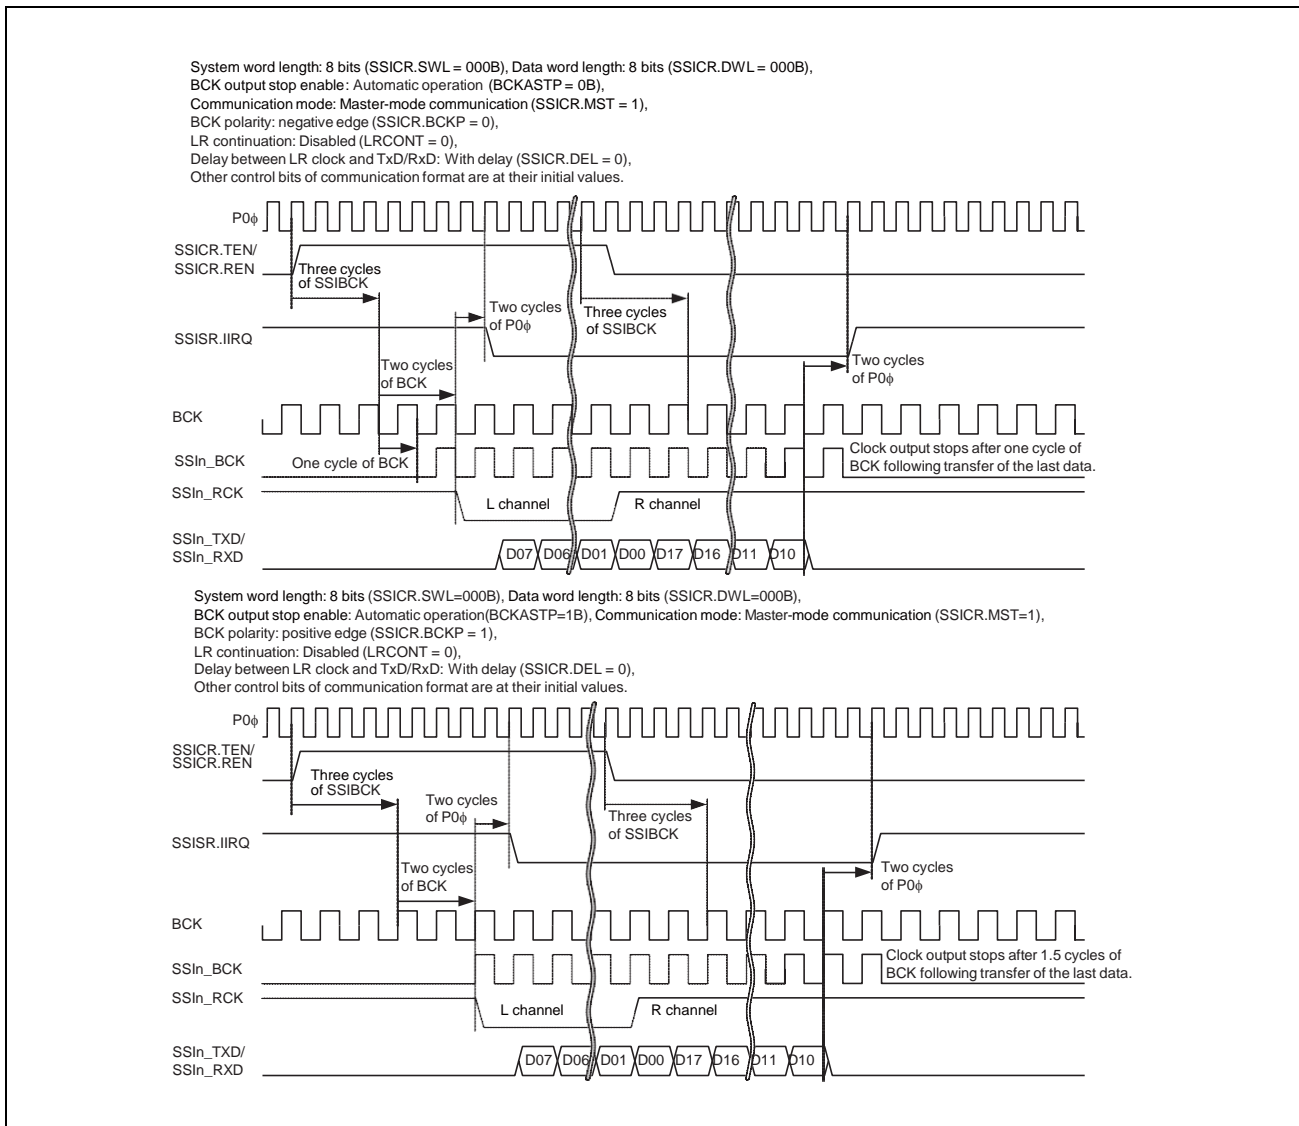 System word length: 8 bits (SSICR.SWL = 000B), Data word length: 8 bits (SSICR.DWL = 000B),
BCK output stop enable: Automatic operation (BCKASTP = 0B),
Communication mode: Master-mode communication (SSICR.MST = 1),
BCK polarity: negative edge (SSICR.BCKP = 0),
LR continuation: Disabled (LRCONT = 0),
Delay between LR clock and TxD/RxD: With delay (SSICR.DEL = 0),
Other control bits of communication format are at their initial values.
P0ϕ
SSICR.TEN/
SSICR.REN
Three cycles
of SSIBCK
Two cycles
of P0ϕ
Three cycles
of SSIBCK
SSISR.IIRQ
Two cycles
of BCK
Two cycles
of P0ϕ
BCK
SSIn_BCK
One cycle of BCK
Clock output stops after one cycle of
BCK following transfer of the last data.
SSIn_RCK
L channel
R channel
SSIn_TXD/
SSIn_RXD
D07 D06 D01 D00 D17 D16 D11 D10
System word length: 8 bits (SSICR.SWL=000B), Data word length: 8 bits (SSICR.DWL=000B),
BCK output stop enable: Automatic operation(BCKASTP=1B), Communication mode: Master-mode communication (SSICR.MST=1),
BCK polarity: positive edge (SSICR.BCKP = 1),
LR continuation: Disabled (LRCONT = 0),
Delay between LR clock and TxD/RxD: With delay (SSICR.DEL = 0),
Other control bits of communication format are at their initial values.
P0ϕ
SSICR.TEN/
SSICR.REN
Three cycles
of SSIBCK
Two cycles
of P0ϕ
Three cycles
of SSIBCK
SSISR.IIRQ
Two cycles
of BCK
Two cycles
of P0ϕ
BCK
SSIn_BCK
Clock output stops after 1.5 cycles of
BCK following transfer of the last data.
SSIn_RCK
L channel
R channel
SSIn_TXD/
SSIn_RXD
D07 D06 D01 D00 D17 D16 D11 D10